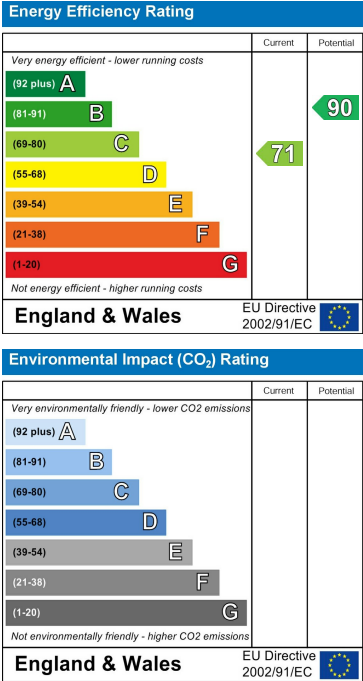 Energy Efficiency Rating
Current Potential
Very energy efficient - lower running costs
(92 plus) A
(81-91) B
(69-80) C
(55-68) D
(39-54) E
(21-38) F
(1-20) G
71
90
Not energy efficient - higher running costs
England & Wales
EU Directive
2002/91/EC
Environmental Impact (CO₂) Rating
Current Potential
Very environmentally friendly - lower CO2 emissions
(92 plus) A
(81-91) B
(69-80) C
(55-68) D
(39-54) E
(21-38) F
(1-20) G
Not environmentally friendly - higher CO2 emissions
England & Wales
EU Directive
2002/91/EC